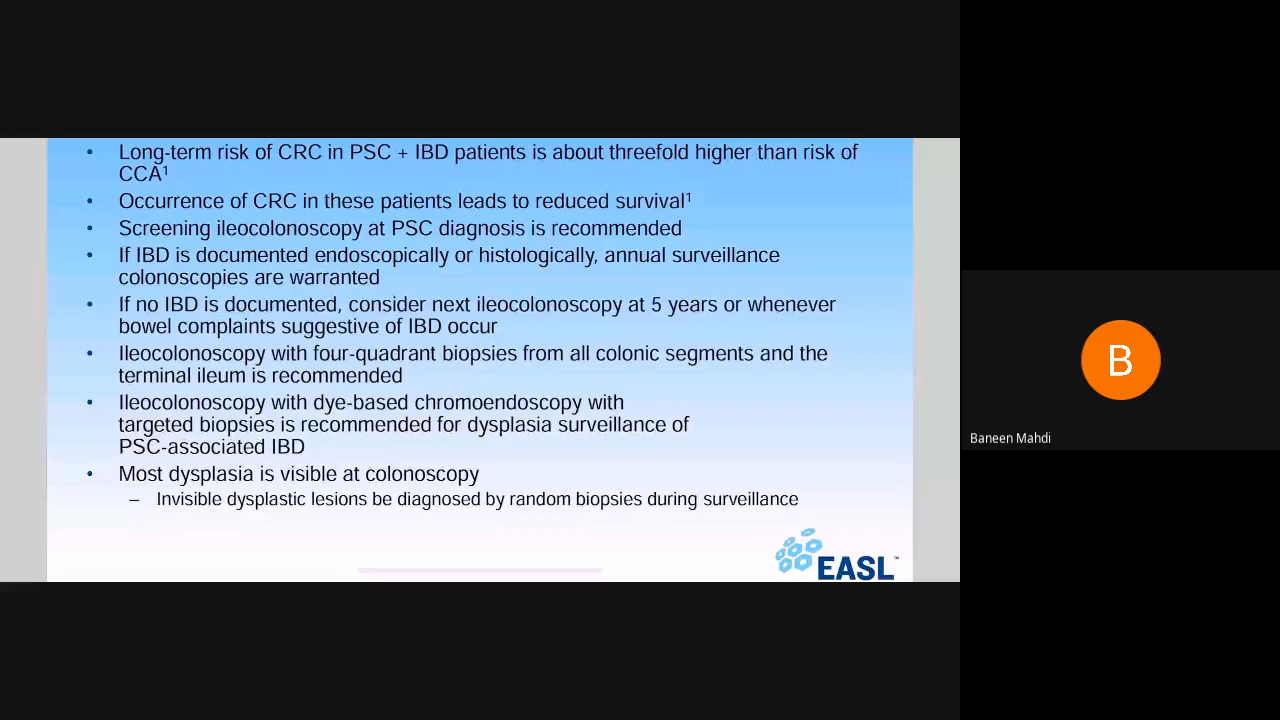 • Long-term risk of CRC in PSC + IBD patients is about threefold higher than risk of
CCA¹
• Occurrence of CRC in these patients leads to reduced survival¹
• Screening ileocolonoscopy at PSC diagnosis is recommended
• If IBD is documented endoscopically or histologically, annual surveillance
colonoscopies are warranted
• If no IBD is documented, consider next ileocolonoscopy at 5 years or whenever
bowel complaints suggestive of IBD occur
• Ileocolonoscopy with four-quadrant biopsies from all colonic segments and the
terminal ileum is recommended
• Ileocolonoscopy with dye-based chromoendoscopy with
targeted biopsies is recommended for dysplasia surveillance of
PSC-associated IBD
• Most dysplasia is visible at colonoscopy
– Invisible dysplastic lesions be diagnosed by random biopsies during surveillance
EASL™
B
Baneen Mahdi